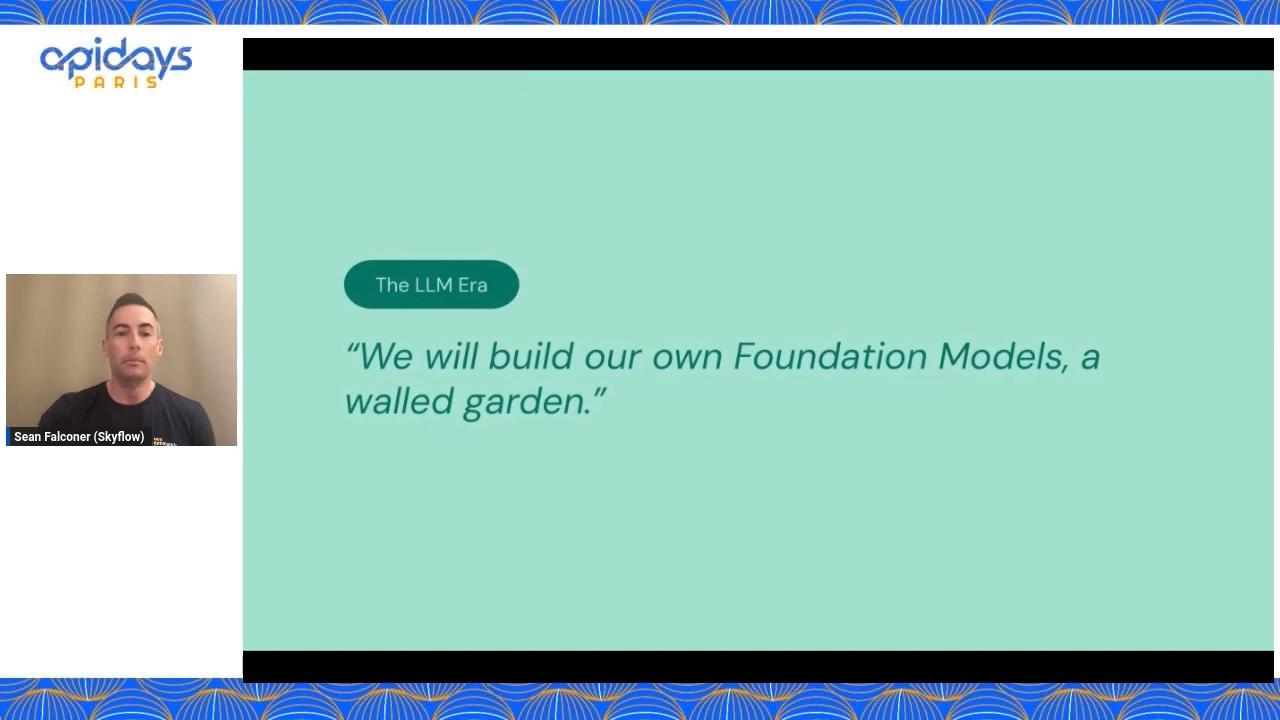 apidays
PARIS
The LLM Era
“We will build our own Foundation Models, a
walled garden.”
Sean Falconer (Skyflow)